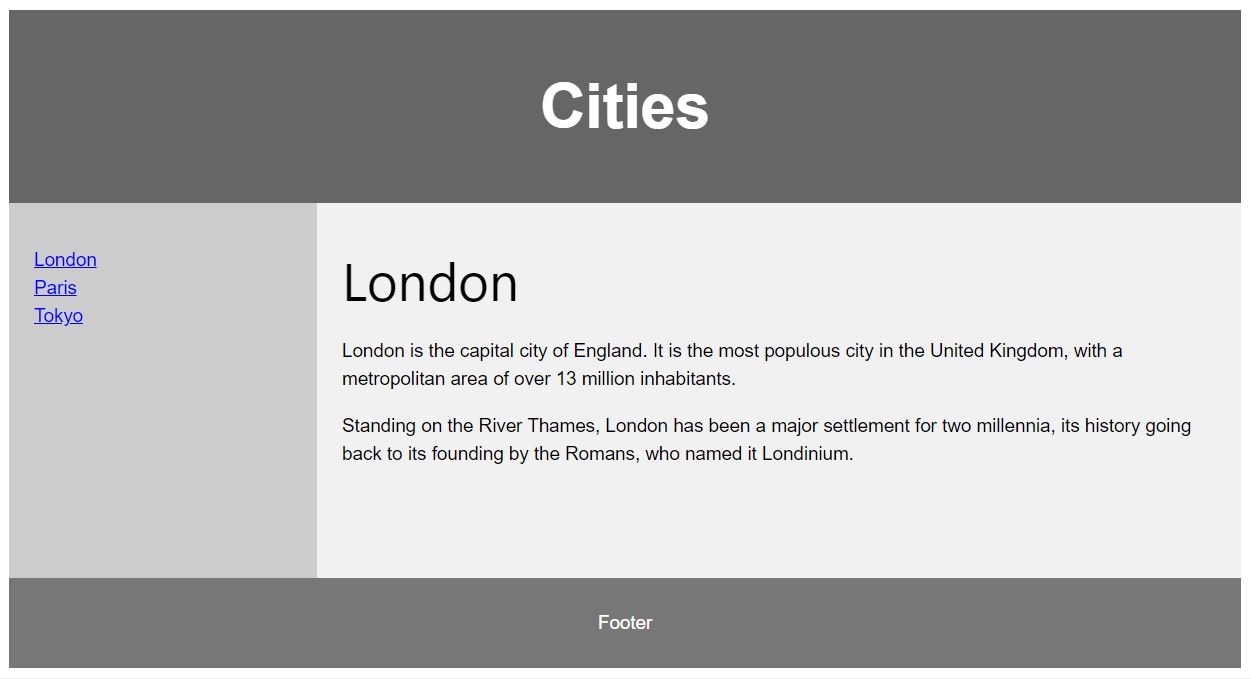 Cities
London
Paris
Tokyo
London
London is the capital city of England. It is the most populous city in the United Kingdom, with a
metropolitan area of over 13 million inhabitants.
Standing on the River Thames, London has been a major settlement for two millennia, its history going
back to its founding by the Romans, who named it Londinium.
Footer